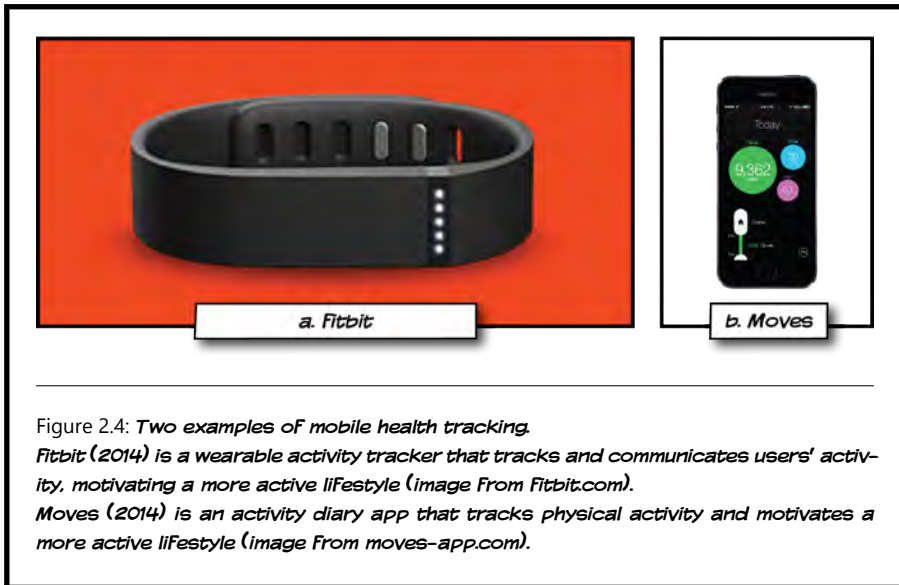 Today
9,362
a. Fitbit
b. Moves
Figure 2.4: Two examples of mobile health tracking.
Fitbit (2014) is a wearable activity tracker that tracks and communicates users' activ-
ity, motivating a more active lifestyle (image from Fitbit.com).
Moves (2014) is an activity diary app that tracks physical activity and motivates a
more active lifestyle (image from moves-app.com).